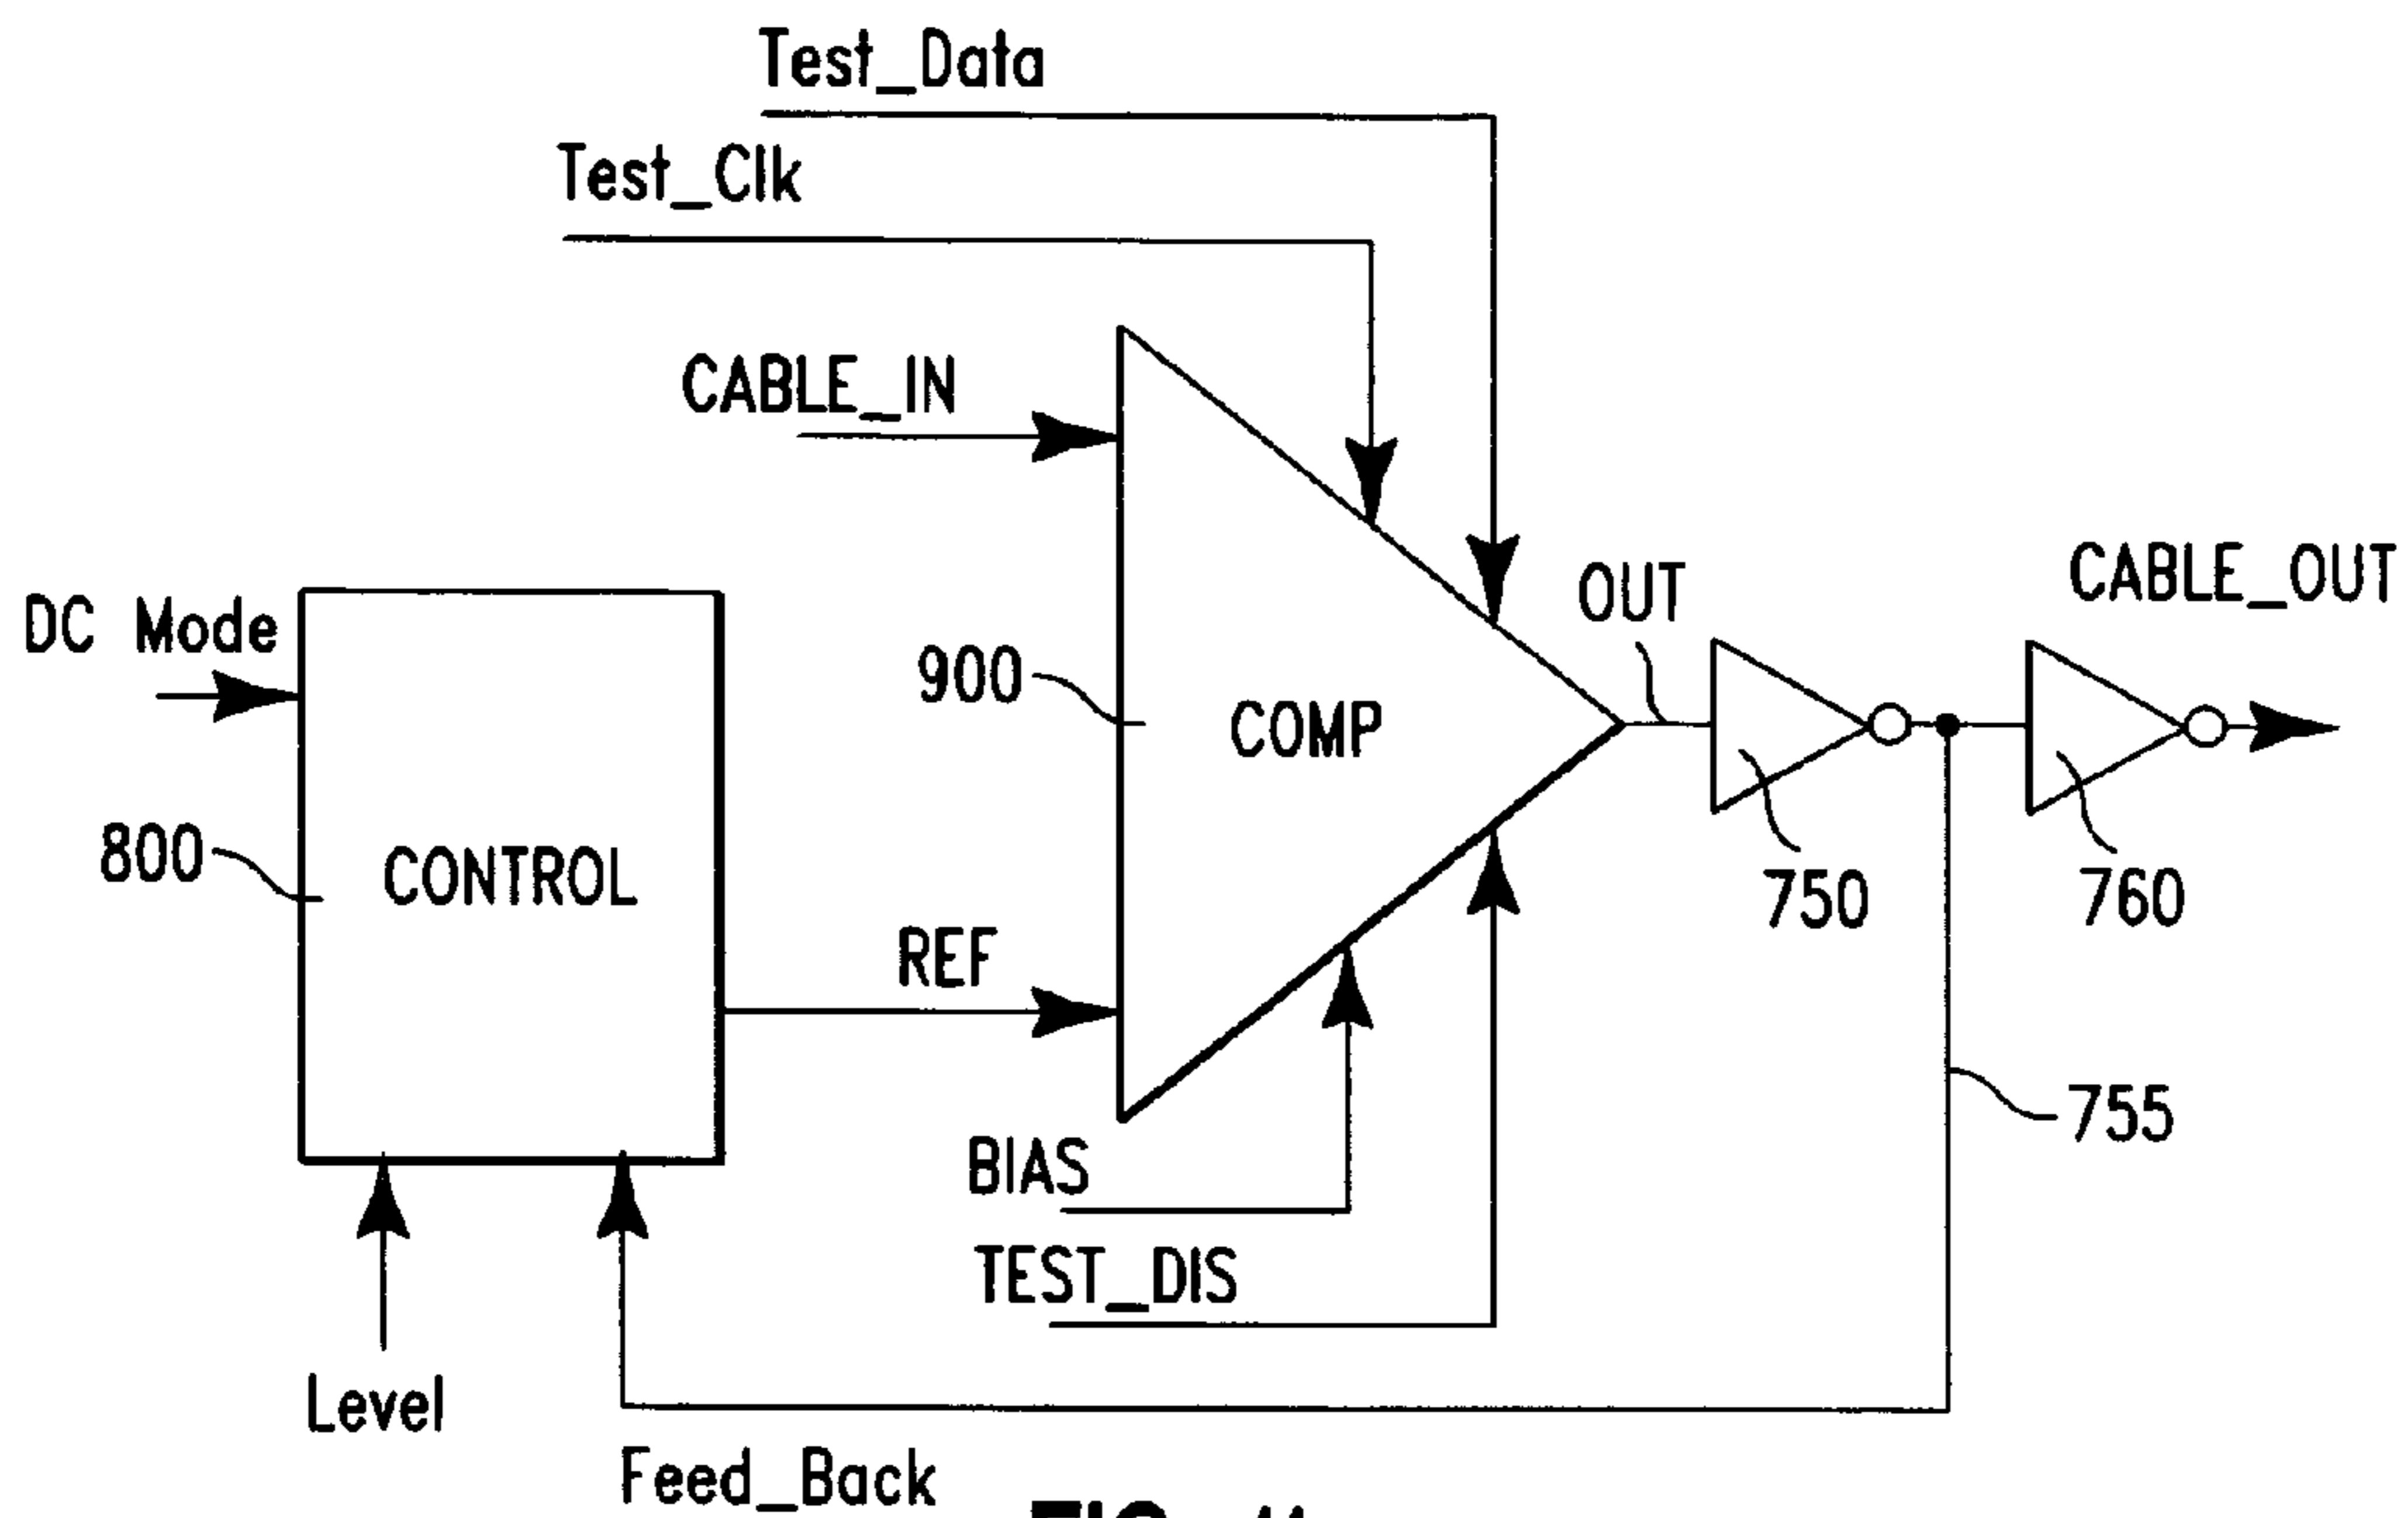 Test_Data
Test_Clk
CABLE_IN
DC Mode
OUT
CABLE_OUT
900
COMP
800
CONTROL
750
760
REF
755
BIAS
TEST_DIS
Level
Feed_Back